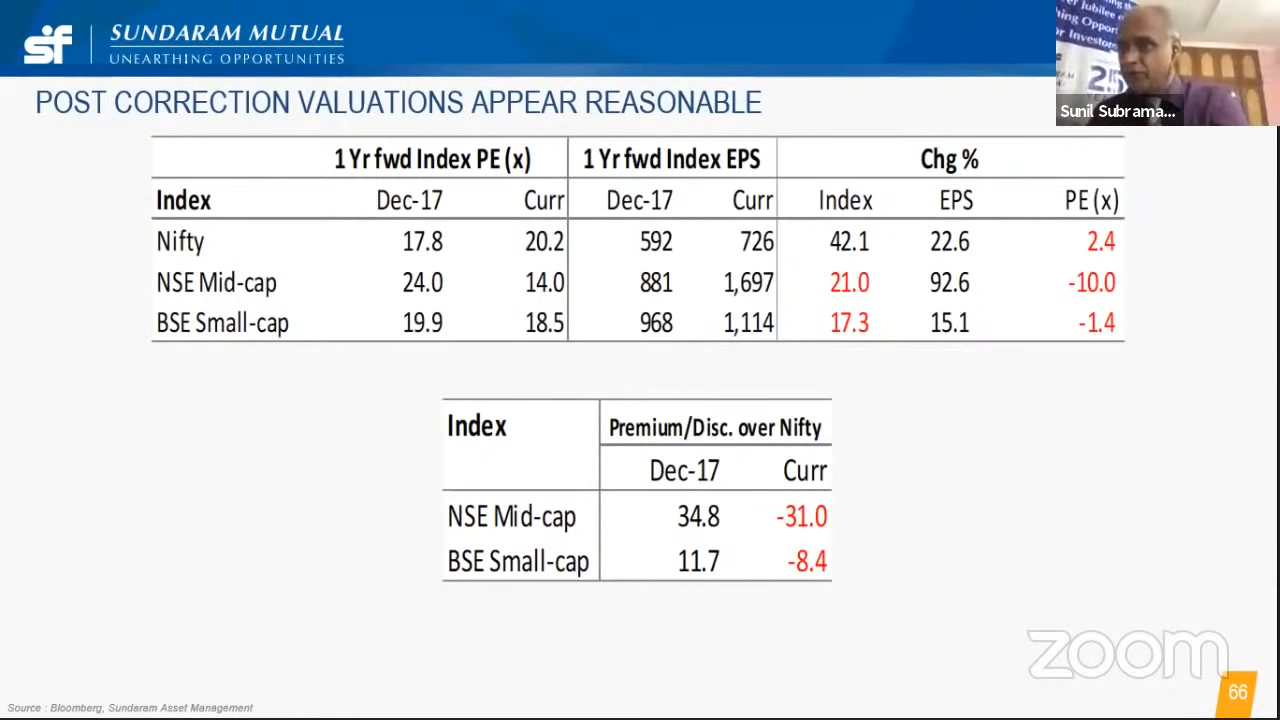 SUNDARAM MUTUAL
UNEARTHING OPPORTUNITIES
Sunil Subrama...
POST CORRECTION VALUATIONS APPEAR REASONABLE
1 Yr fwd Index PE (x) 1 Yr fwd Index EPS Chg %
Index Dec-17 Curr Dec-17 Curr Index EPS PE (x)
Nifty 17.8 20.2 592 726 42.1 22.6 2.4
NSE Mid-cap 24.0 14.0 881 1,697 21.0 92.6 -10.0
BSE Small-cap 19.9 18.5 968 1,114 17.3 15.1 -1.4
Index Premium/Disc. over Nifty
Dec-17 Curr
NSE Mid-cap 34.8 -31.0
BSE Small-cap 11.7 -8.4
zoom
66
Source : Bloomberg, Sundaram Asset Management